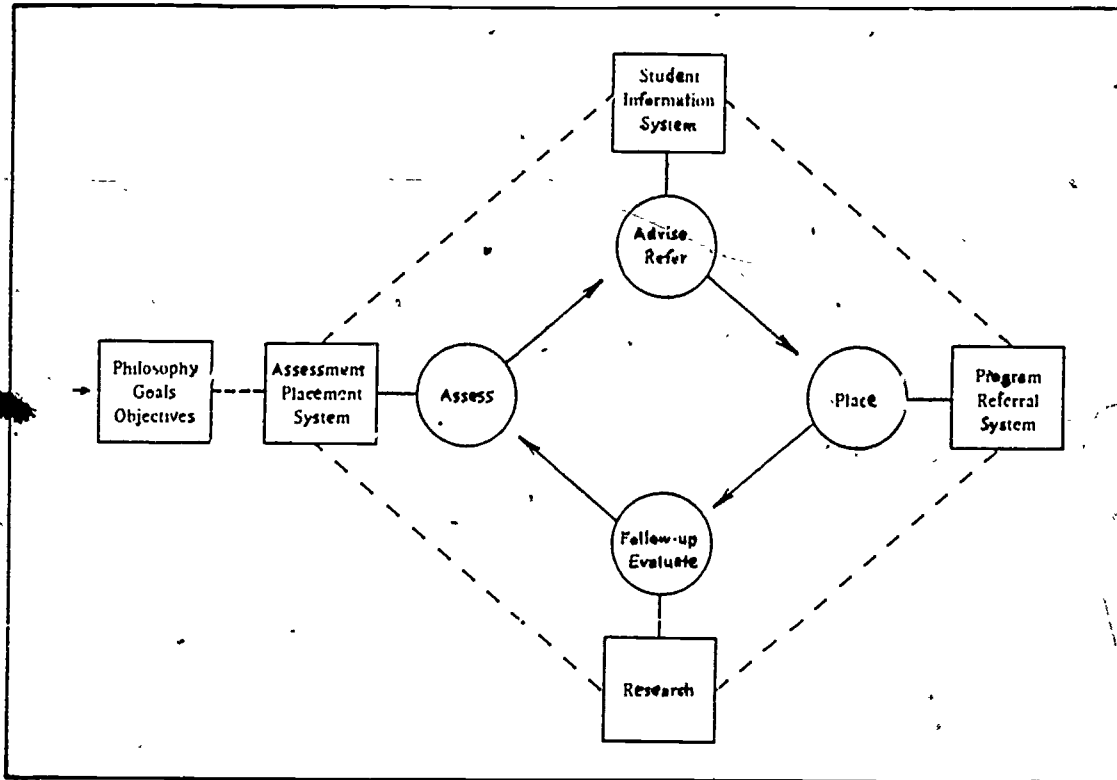 Student
Information
System
Advise
Refer
Philosophy
Goals
Objectives
Assessment
Placement
System
Assess
Place
Program
Referral
System
Follow-up
Evaluate
Research